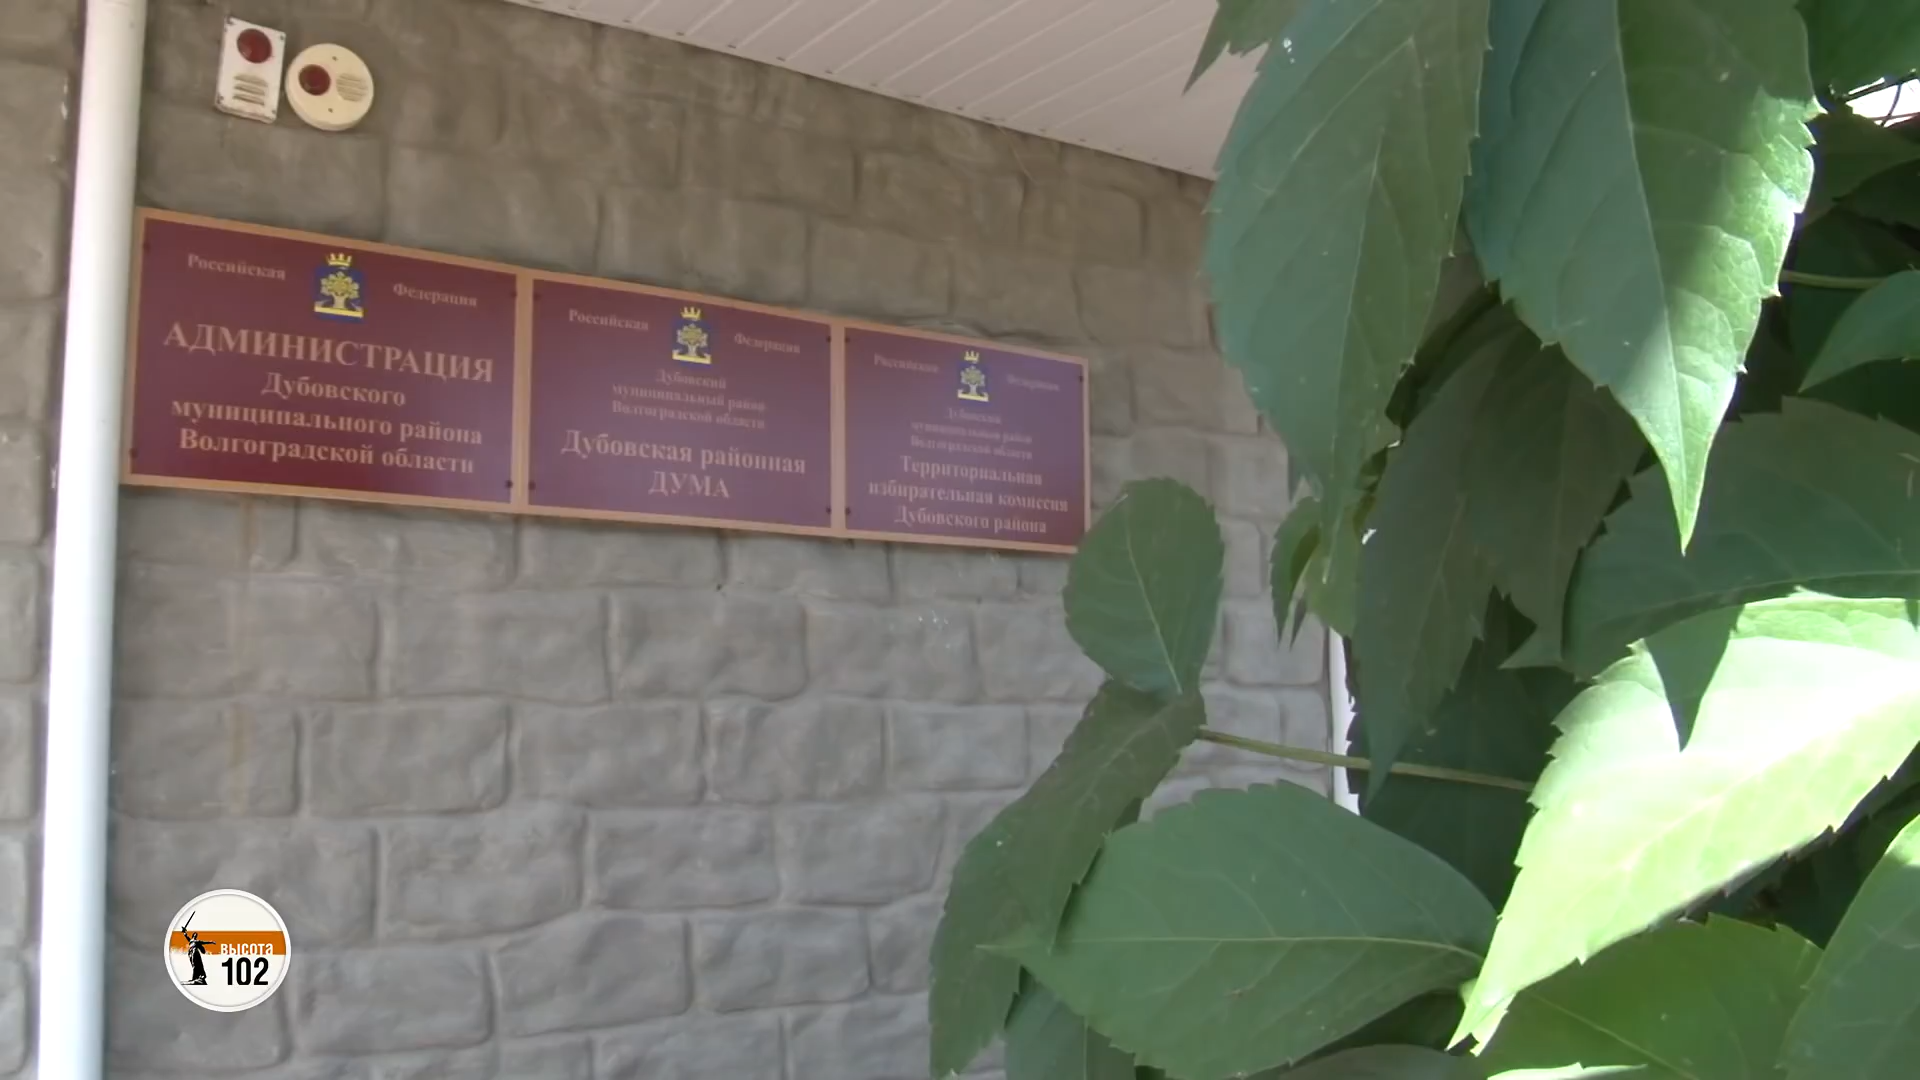 Российская Федерация
АДМИНИСТРАЦИЯ
Дубовского
муниципального района
Волгоградской области
Российская Федерация
Дубовский
муниципальный район
Волгоградской области
Дубовская районная
ДУМА
Российская Федерация
Дубовский
муниципальный район
Волгоградской области
Территориальная
избирательная комиссия
Дубовского района
высота
102